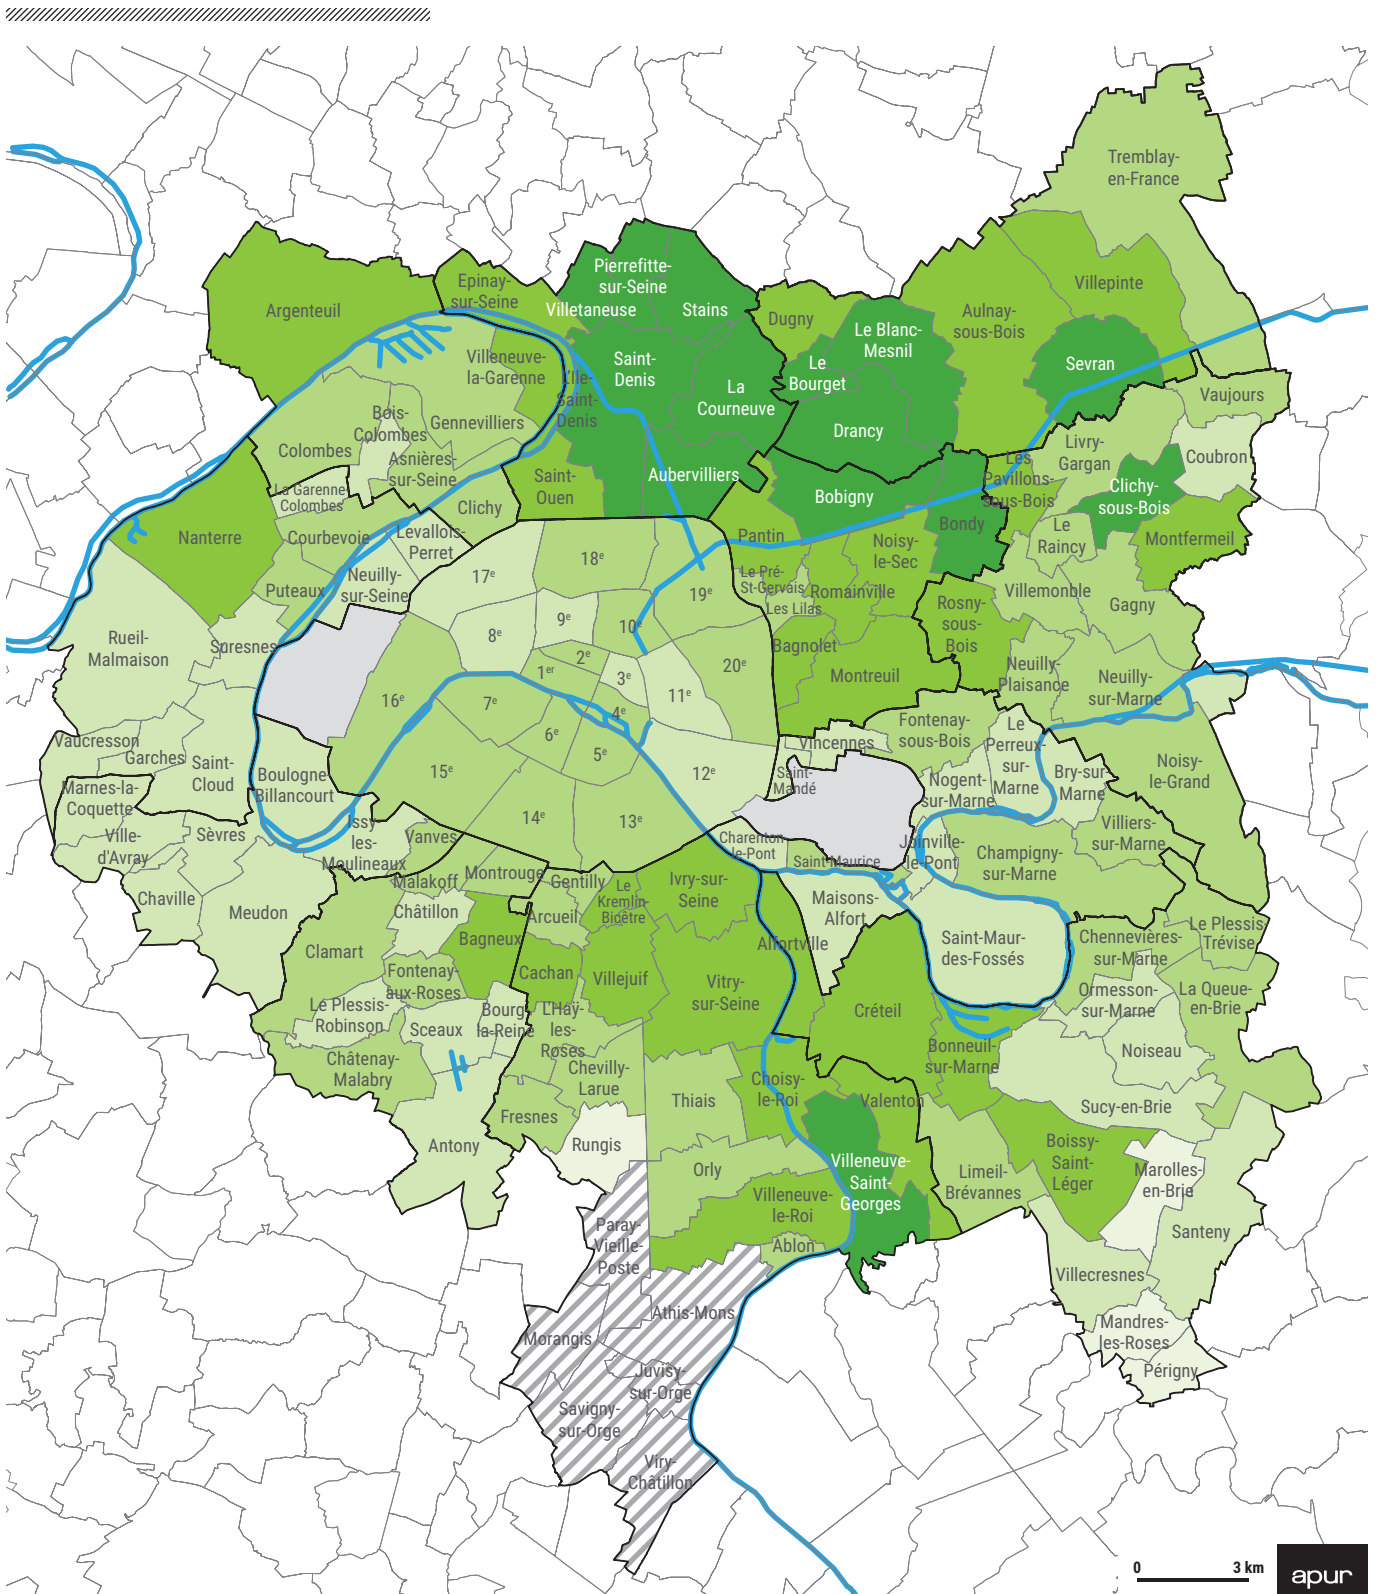 Tremblay-
en-France
Argenteuil
Epinay-
sur-Seine
Pierrefitte-
sur-Seine
Villetaneuse
Stains
Dugny
Le Blanc-
Mesnil
Aulnay-
sous-Bois
Villepinte
Sevran
Vaujours
Villeneuve-
la-Garenne
L'Ile-
Saint-
Denis
Saint-
Denis
La
Courneuve
Le
Bourget
Drancy
Bois-
Colombes
Colombes
Gennevilliers
Asnières-
sur-Seine
La Garenne-
Colombes
Saint-
Ouen
Aubervilliers
Bobigny
Les
Pavillons-
sous-Bois
Livry-
Gargan
Coubron
Clichy-
sous-Bois
Nanterre
Courbevoie
Levallois-
Perret
Clichy
Pantin
Noisy-
le-Sec
Bondy
Le
Raincy
Montfermeil
Puteaux
Neuilly-
sur-Seine
17e
18e
19e
Le Pré-
St-Gervais
Les Lilas
Romainville
Rosny-
sous-
Bois
Villemonble
Gagny
Rueil-
Malmaison
Suresnes
8e
9e
10e
2e
1er
3e
11e
20e
Bagnolet
Montreuil
Neuilly-
Plaisance
Neuilly-
sur-Marne
16e
7e
4e
6e
5e
Vaucresson
Garches
Saint-
Cloud
Boulogne
Billancourt
15e
12e
Vincennes
Saint-
Mandé
Fontenay-
sous-Bois
Le
Perreux-
sur-
Marne
Nogent-
sur-Marne
Bry-sur-
Marne
Noisy-
le-Grand
Marnes-la-
Coquette
Ville-
d'Avray
Sèvres
Issy-
les-
Moulineaux
Vanves
14e
13e
Charenton
-le-Pont
Saint-Maurice
Joinville-
le-Pont
Champigny-
sur-Marne
Villiers-
sur-Marne
Chaville
Meudon
Malakoff
Montrouge
Gentilly
Le
Kremlin-
Bicêtre
Ivry-sur-
Seine
Châtillon
Arcueil
Maisons-
Alfort
Saint-Maur-
des-Fossés
Chennevières-
sur-Marne
Le Plessis
Trévise
Clamart
Bagneux
Alfortville
Fontenay-
aux-Roses
Cachan
Villejuif
Vitry-
sur-Seine
Créteil
Ormesson-
sur-Marne
La Queue-
en-Brie
Le Plessis-
Robinson
Sceaux
Bourg-
la-Reine
L'Hay-
les-
Roses
Bonneuil-
sur-Marne
Noiseau
Châtenay-
Malabry
Chevilly-
Larue
Choisy-
le-Roi
Thiais
Valenton
Sucy-en-Brie
Fresnes
Antony
Rungis
Orly
Villeneuve-
Saint-
Georges
Limeil-
Brévannes
Boissy-
Saint-
Léger
Marolles-
en-Brie
Villeneuve-
le-Roi
Santeny
Paray-
Vieille-
Poste
Ablon
Villecresnes
Athis-Mons
Morangis
Mandres-
les-Roses
Périgny
Juvisy-
sur-Orge
Savigny-
sur-Orge
Viry-
Châtillon
0 3 km
apur